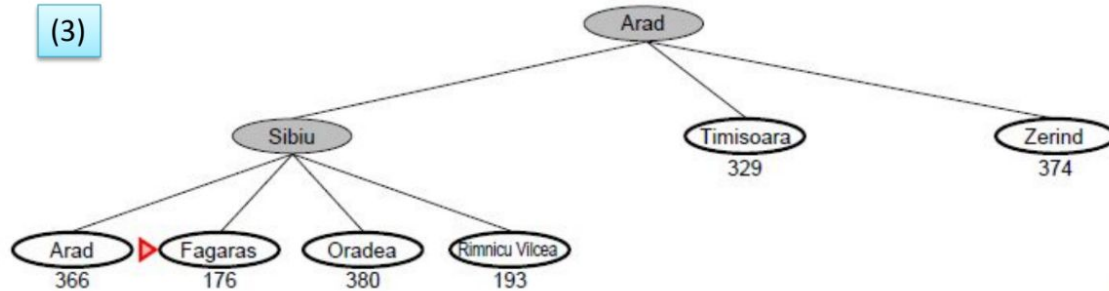 (3)
Arad
Sibiu
Timisoara
Zerind
329
374
Arad
Fagaras
Oradea
Rimnicu Vilcea
366
176
380
193